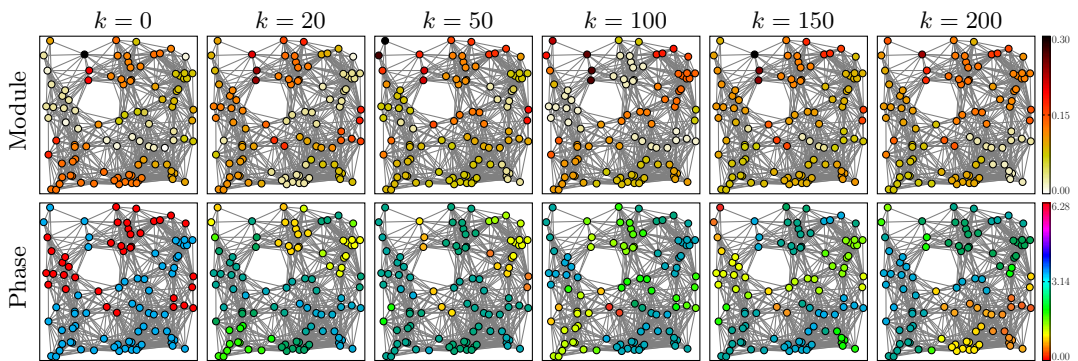 k = 0 k = 20 k = 50 k = 100 k = 150 k = 200
Module
0.30
0.15
0.00
Phase
6.28
3.14
0.00